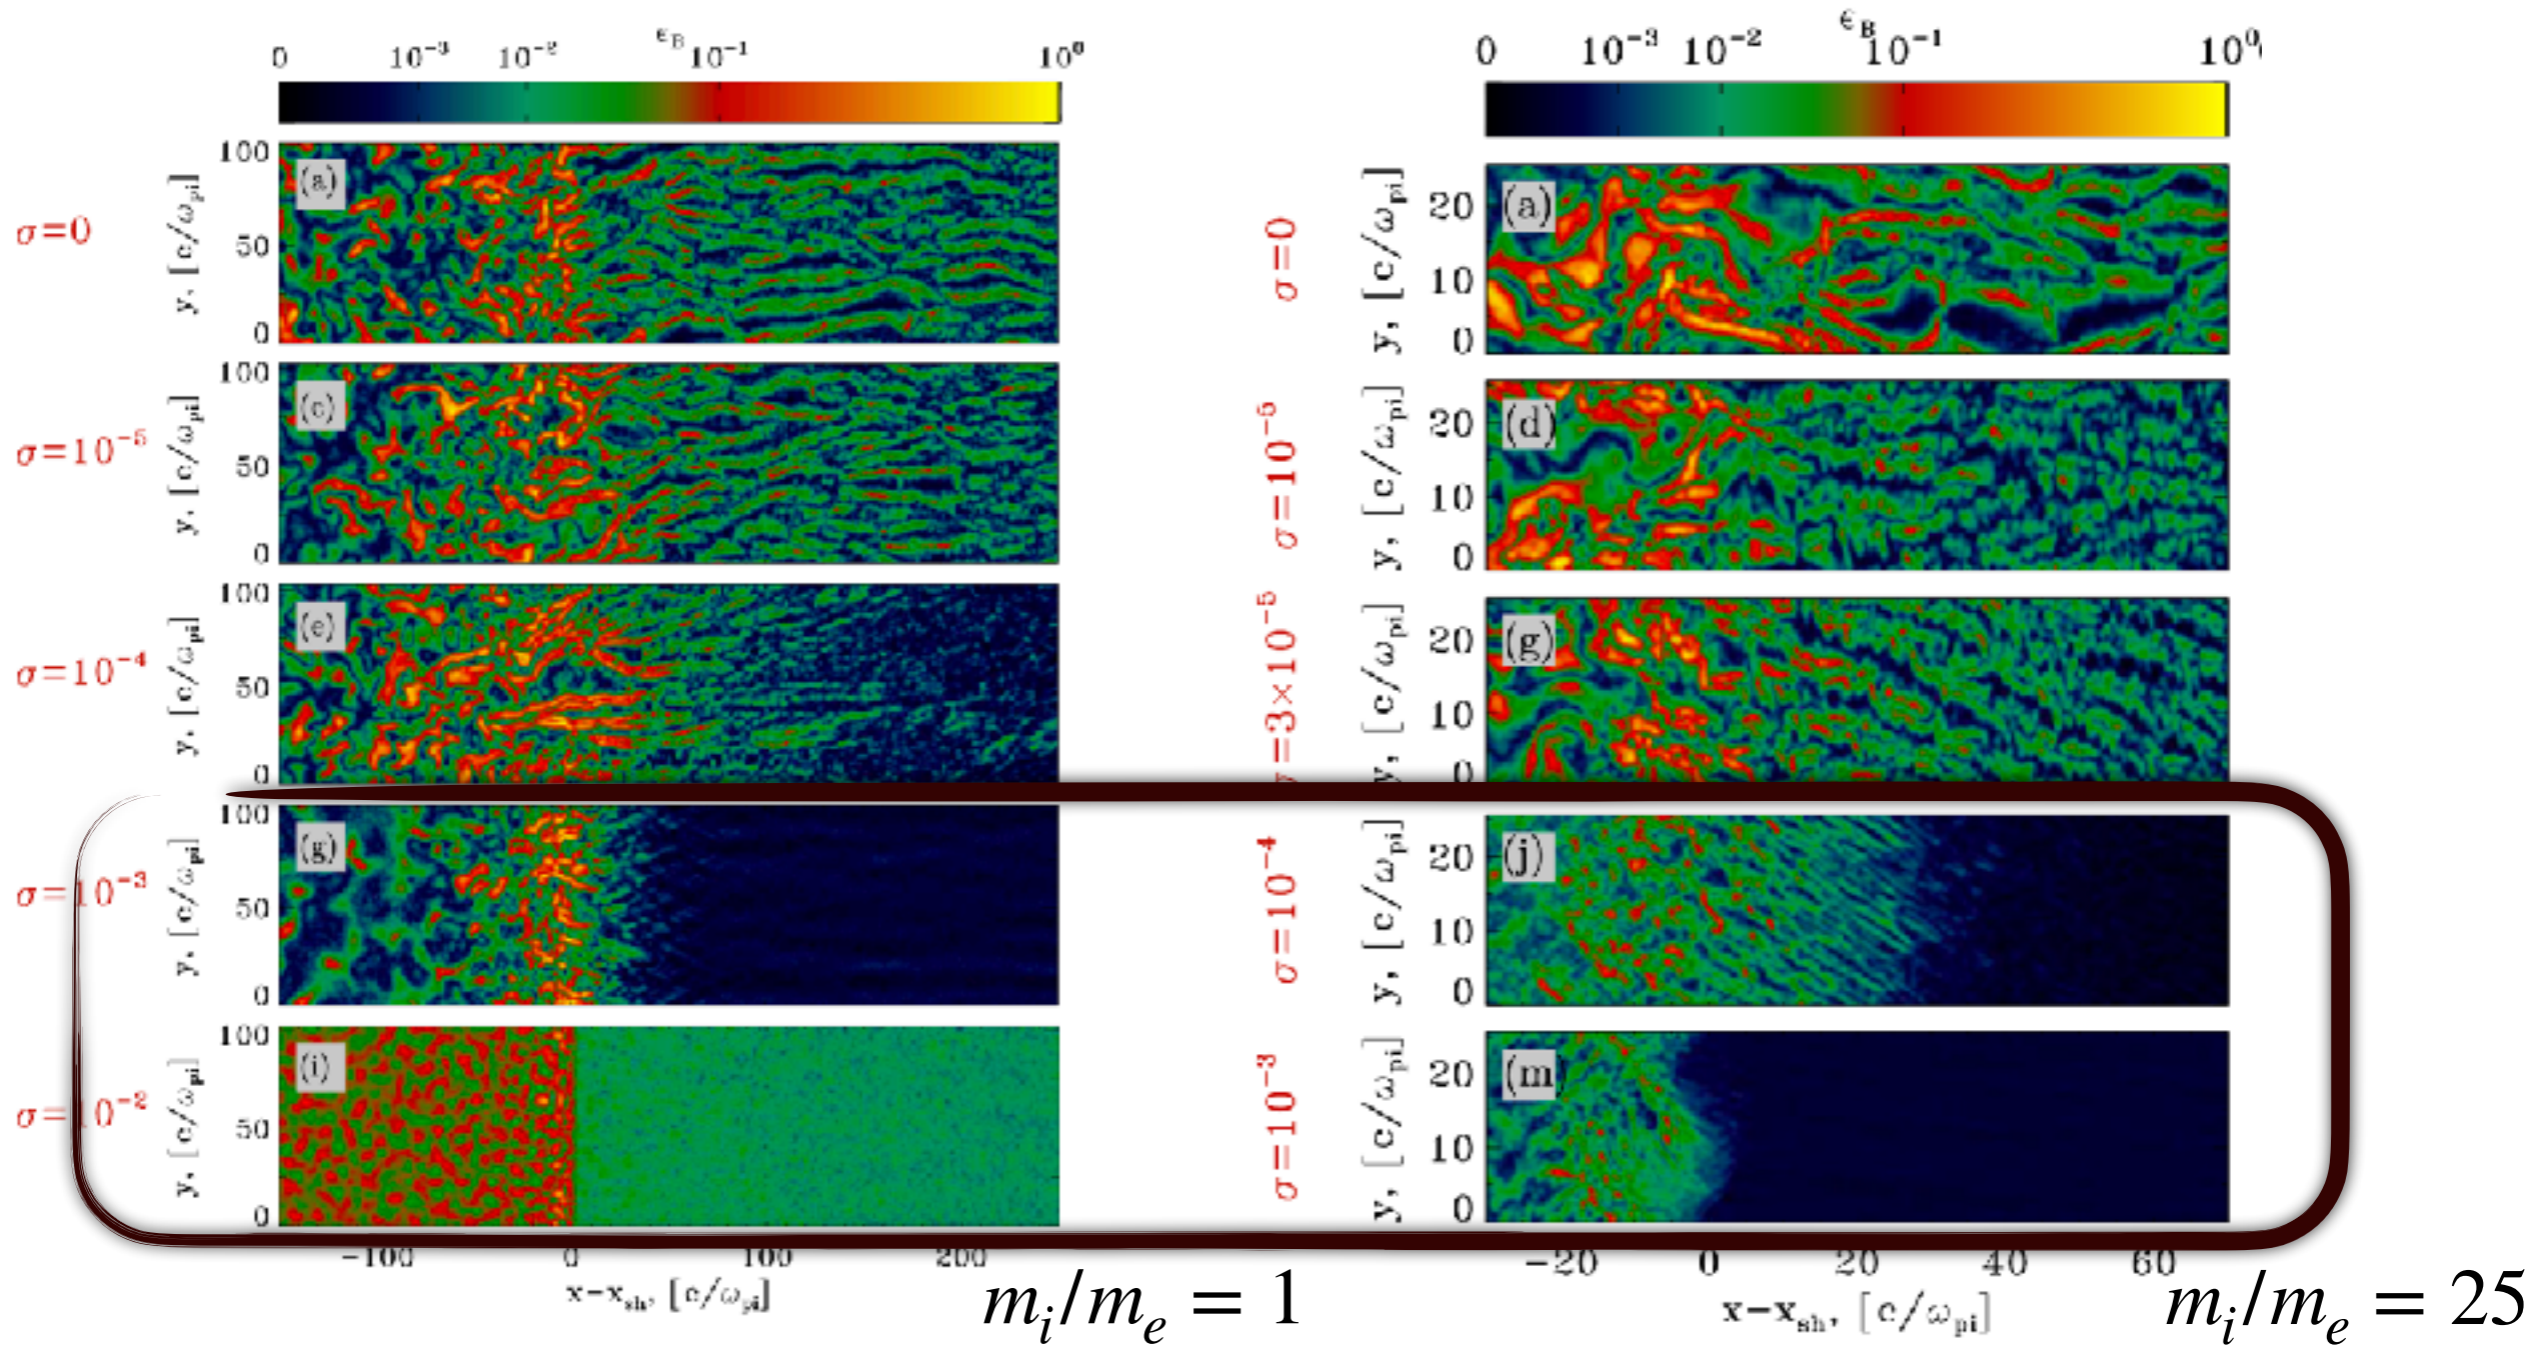 ϵ_B
0 10⁻³ 10⁻² 10⁻¹ 10⁰
σ=0
y, [c/ω_pi]
100
50
0
(a)
σ=10⁻⁵
y, [c/ω_pi]
100
50
0
(c)
σ=10⁻⁴
y, [c/ω_pi]
100
50
0
(e)
σ=10⁻³
y, [c/ω_pi]
100
50
0
(g)
σ=10⁻²
y, [c/ω_pi]
100
50
0
(i)
-100 0 100 200
x-x_sh, [c/ω_pi]
m_i/m_e = 1
ϵ_B
0 10⁻³ 10⁻² 10⁻¹ 10⁰
σ=0
y, [c/ω_pi]
20
10
0
(a)
σ=10⁻⁵
y, [c/ω_pi]
20
10
0
(d)
σ=3×10⁻⁵
y, [c/ω_pi]
20
10
0
(g)
σ=10⁻⁴
y, [c/ω_pi]
20
10
0
(j)
σ=10⁻³
y, [c/ω_pi]
20
10
0
(m)
-20 0 20 40 60
x-x_sh, [c/ω_pi]
m_i/m_e = 25